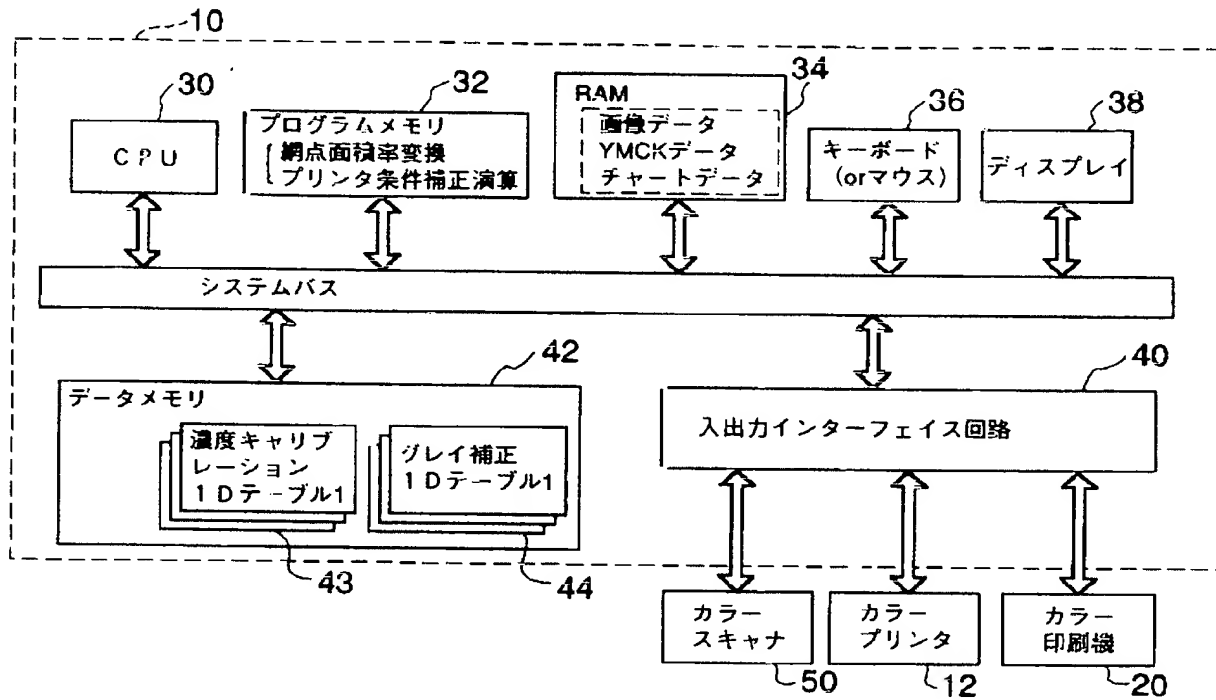 10
30
CPU
32
プログラムメモリ
網点面積率変換
プリンタ条件補正演算
34
RAM
画像データ
YMCKデータ
チャートデータ
36
キーボード
(orマウス)
38
ディスプレイ
システムバス
42
データメモリ
濃度キャリブ
レーション
1Dテーブル1
グレイ補正
1Dテーブル1
43
44
40
入出力インターフェイス回路
カラー
スキャナ
50
カラー
プリンタ
12
カラー
印刷機
20